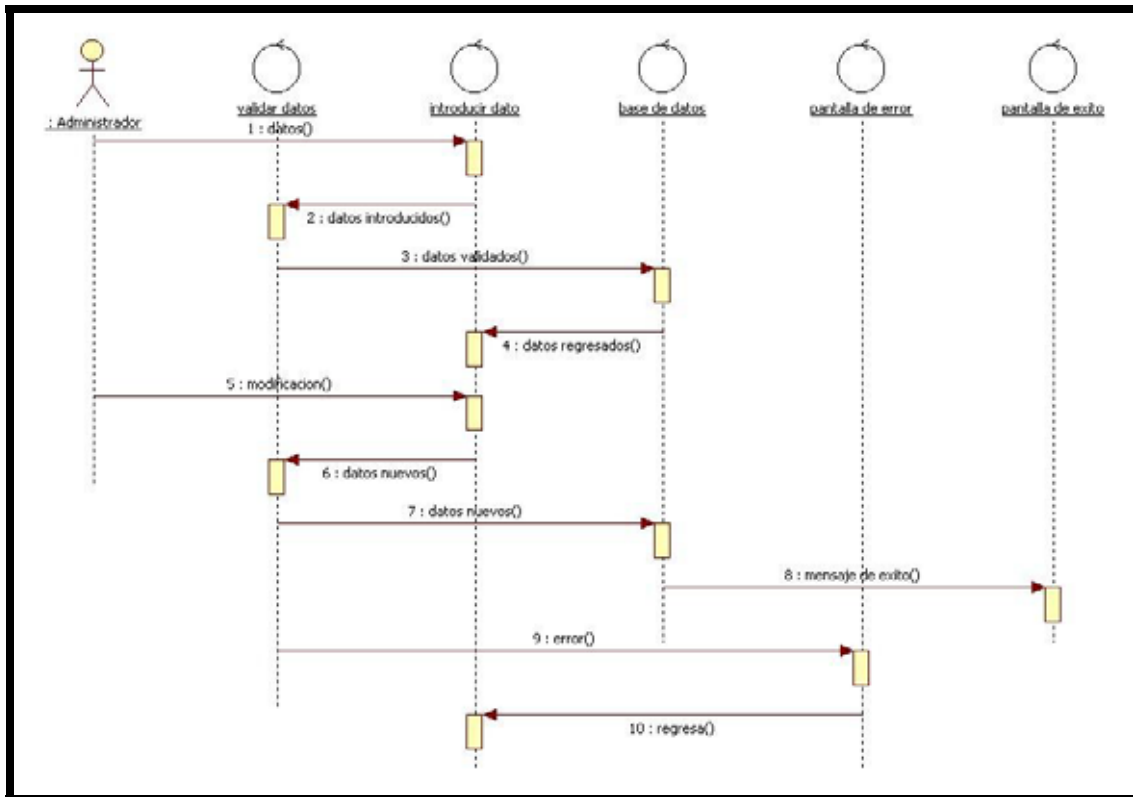 : Administrador
validar datos
introducir dato
base de datos
pantalla de error
pantalla de exito
1 : datos()
2 : datos introducidos()
3 : datos validados()
4 : datos regresados()
5 : modificacion()
6 : datos nuevos()
7 : datos nuevos()
8 : mensaje de exito()
9 : error()
10 : regresa()